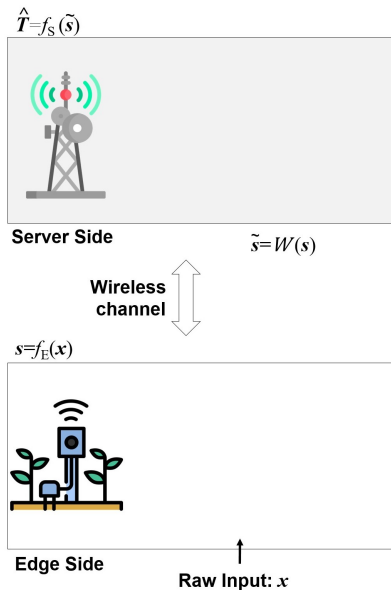 T̂=f_S(s̃)
Server Side
s̃=W(s)
Wireless
channel
s=f_E(x)
Edge Side
Raw Input: x